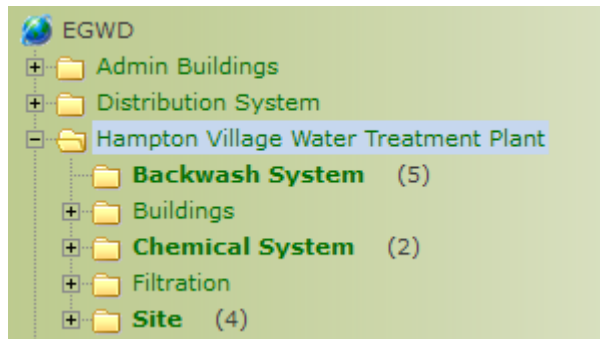 EGWD
Admin Buildings
Distribution System
Hampton Village Water Treatment Plant
Backwash System (5)
Buildings
Chemical System (2)
Filtration
Site (4)